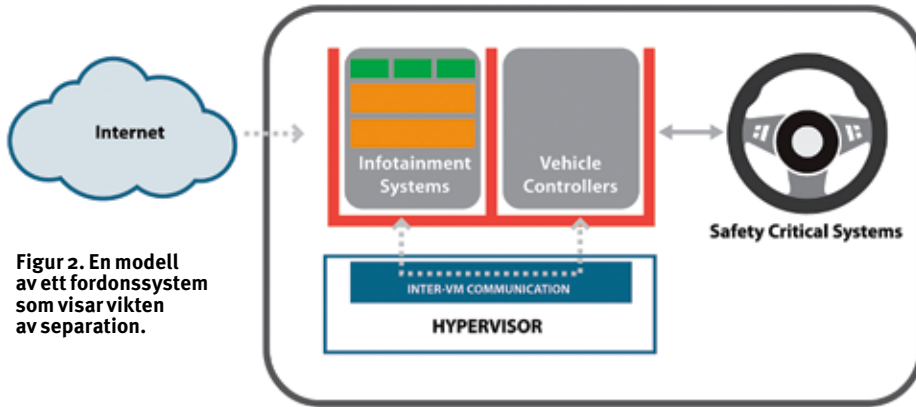 Internet
Infotainment
Systems
Vehicle
Controllers
Safety Critical Systems
INTER-VM COMMUNICATION
HYPERVISOR
Figur 2. En modell
av ett fordonssystem
som visar vikten
av separation.